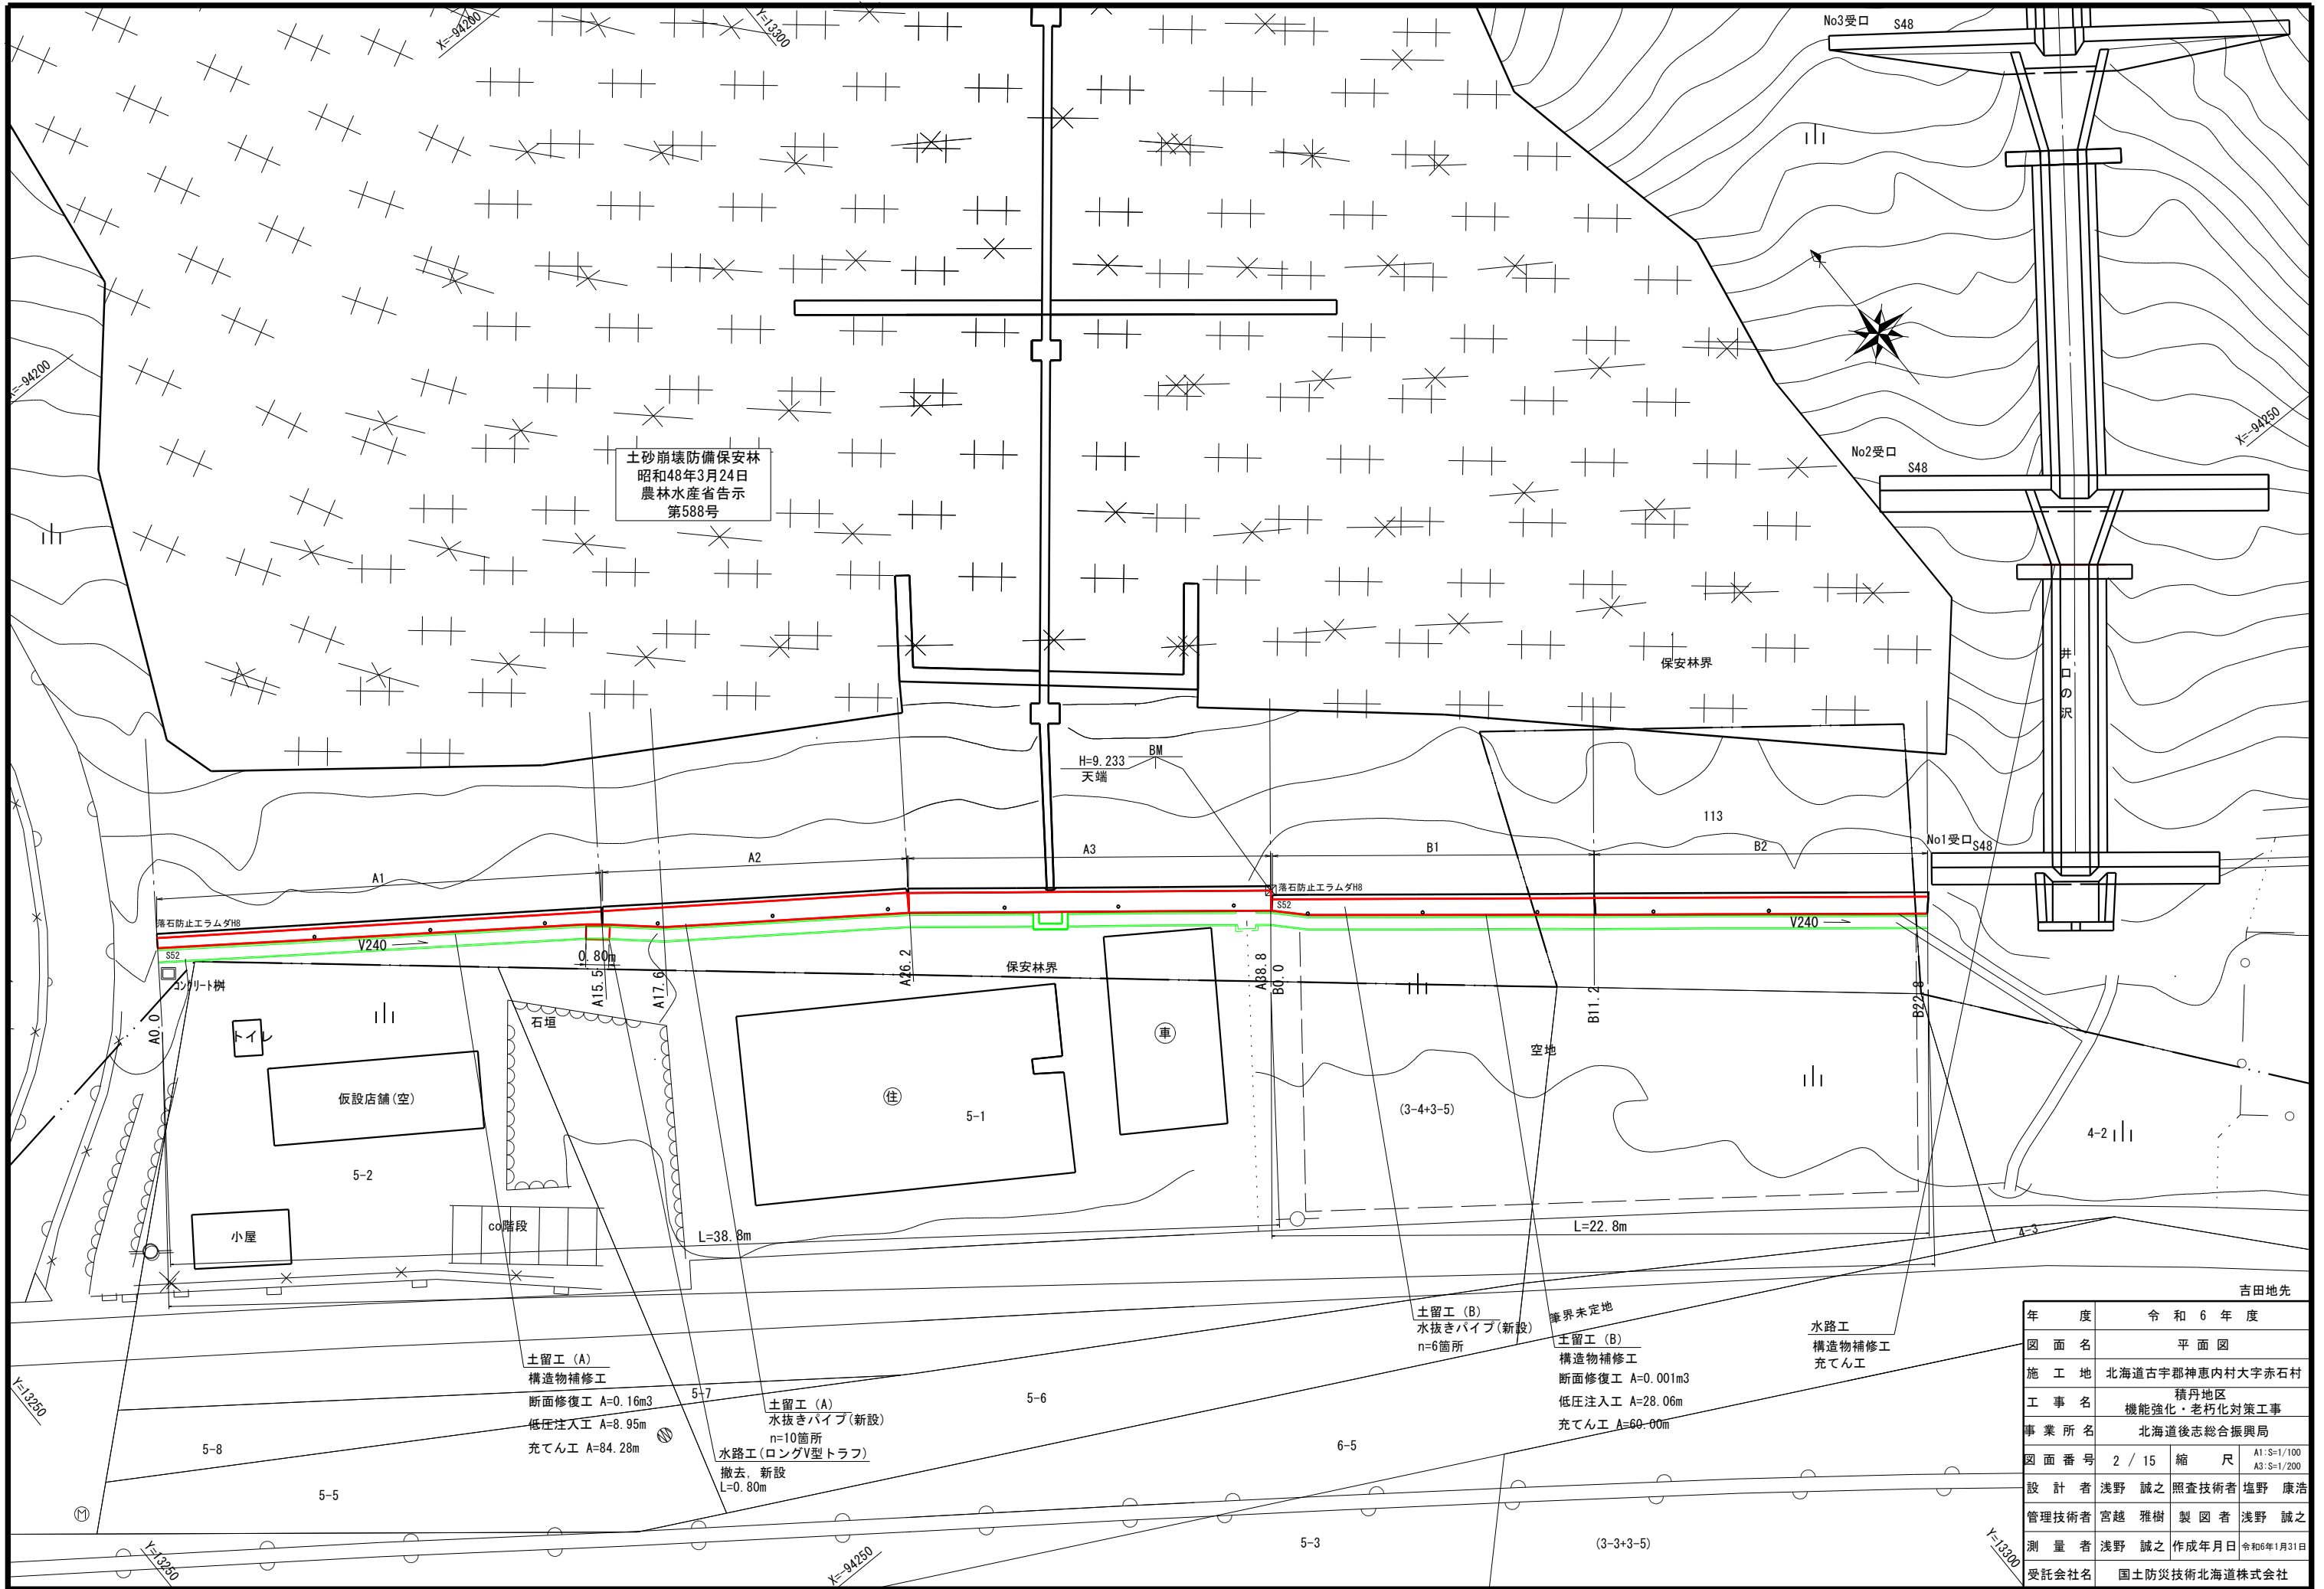 X=-94200
Y=13300
No3受口
S48
X=-94200
X=-94250
土砂崩壊防備保安林
昭和48年3月24日
農林水産省告示
第588号
No2受口
S48
保安林界
井口の沢
BM
H=9.233
天端
113
No1受口
S48
A1
A2
A3
B1
B2
落石防止エラムダH8
落石防止エラムダH8
S52
S52
V240
V240
0.80m
コンクリート桝
保安林界
A0.0
A15.5
A17.6
A26.2
A38.8
B0.0
B11.2
B22.8
トイレ
石垣
車
空地
仮設店舗(空)
住
5-1
(3-4+3-5)
4-2
5-2
小屋
co階段
L=38.8m
L=22.8m
4-3
吉田地先
筆界未定地
土留工 (A)
構造物補修工
断面修復工 A=0.16m3
低圧注入工 A=8.95m
充てん工 A=84.28m
土留工 (A)
水抜きパイプ(新設)
n=10箇所
水路工(ロングV型トラフ)
撤去，新設
L=0.80m
土留工 (B)
水抜きパイプ(新設)
n=6箇所
土留工 (B)
構造物補修工
断面修復工 A=0.001m3
低圧注入工 A=28.06m
充てん工 A=60.00m
水路工
構造物補修工
充てん工
5-7
5-6
5-8
5-5
6-5
5-3
(3-3+3-5)
M
Y=13250
Y=13250
X=-94250
Y=13300
年度 令和6年度
図面名 平面図
施工地 北海道古宇郡神恵内村大字赤石村
工事名 積丹地区
機能強化・老朽化対策工事
事業所名 北海道後志総合振興局
図面番号 2 / 15 縮尺 A1:S=1/100
A3:S=1/200
設計者 浅野 誠之 照査技術者 塩野 康浩
管理技術者 宮越 雅樹 製図者 浅野 誠之
測量者 浅野 誠之 作成年月日 令和6年1月31日
受託会社名 国土防災技術北海道株式会社